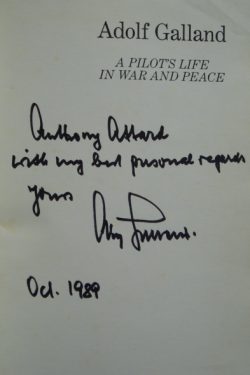 Adolf Galland
A PILOT'S LIFE
IN WAR AND PEACE
Anthony Attard
with my best personal regards
yours
Oct. 1989